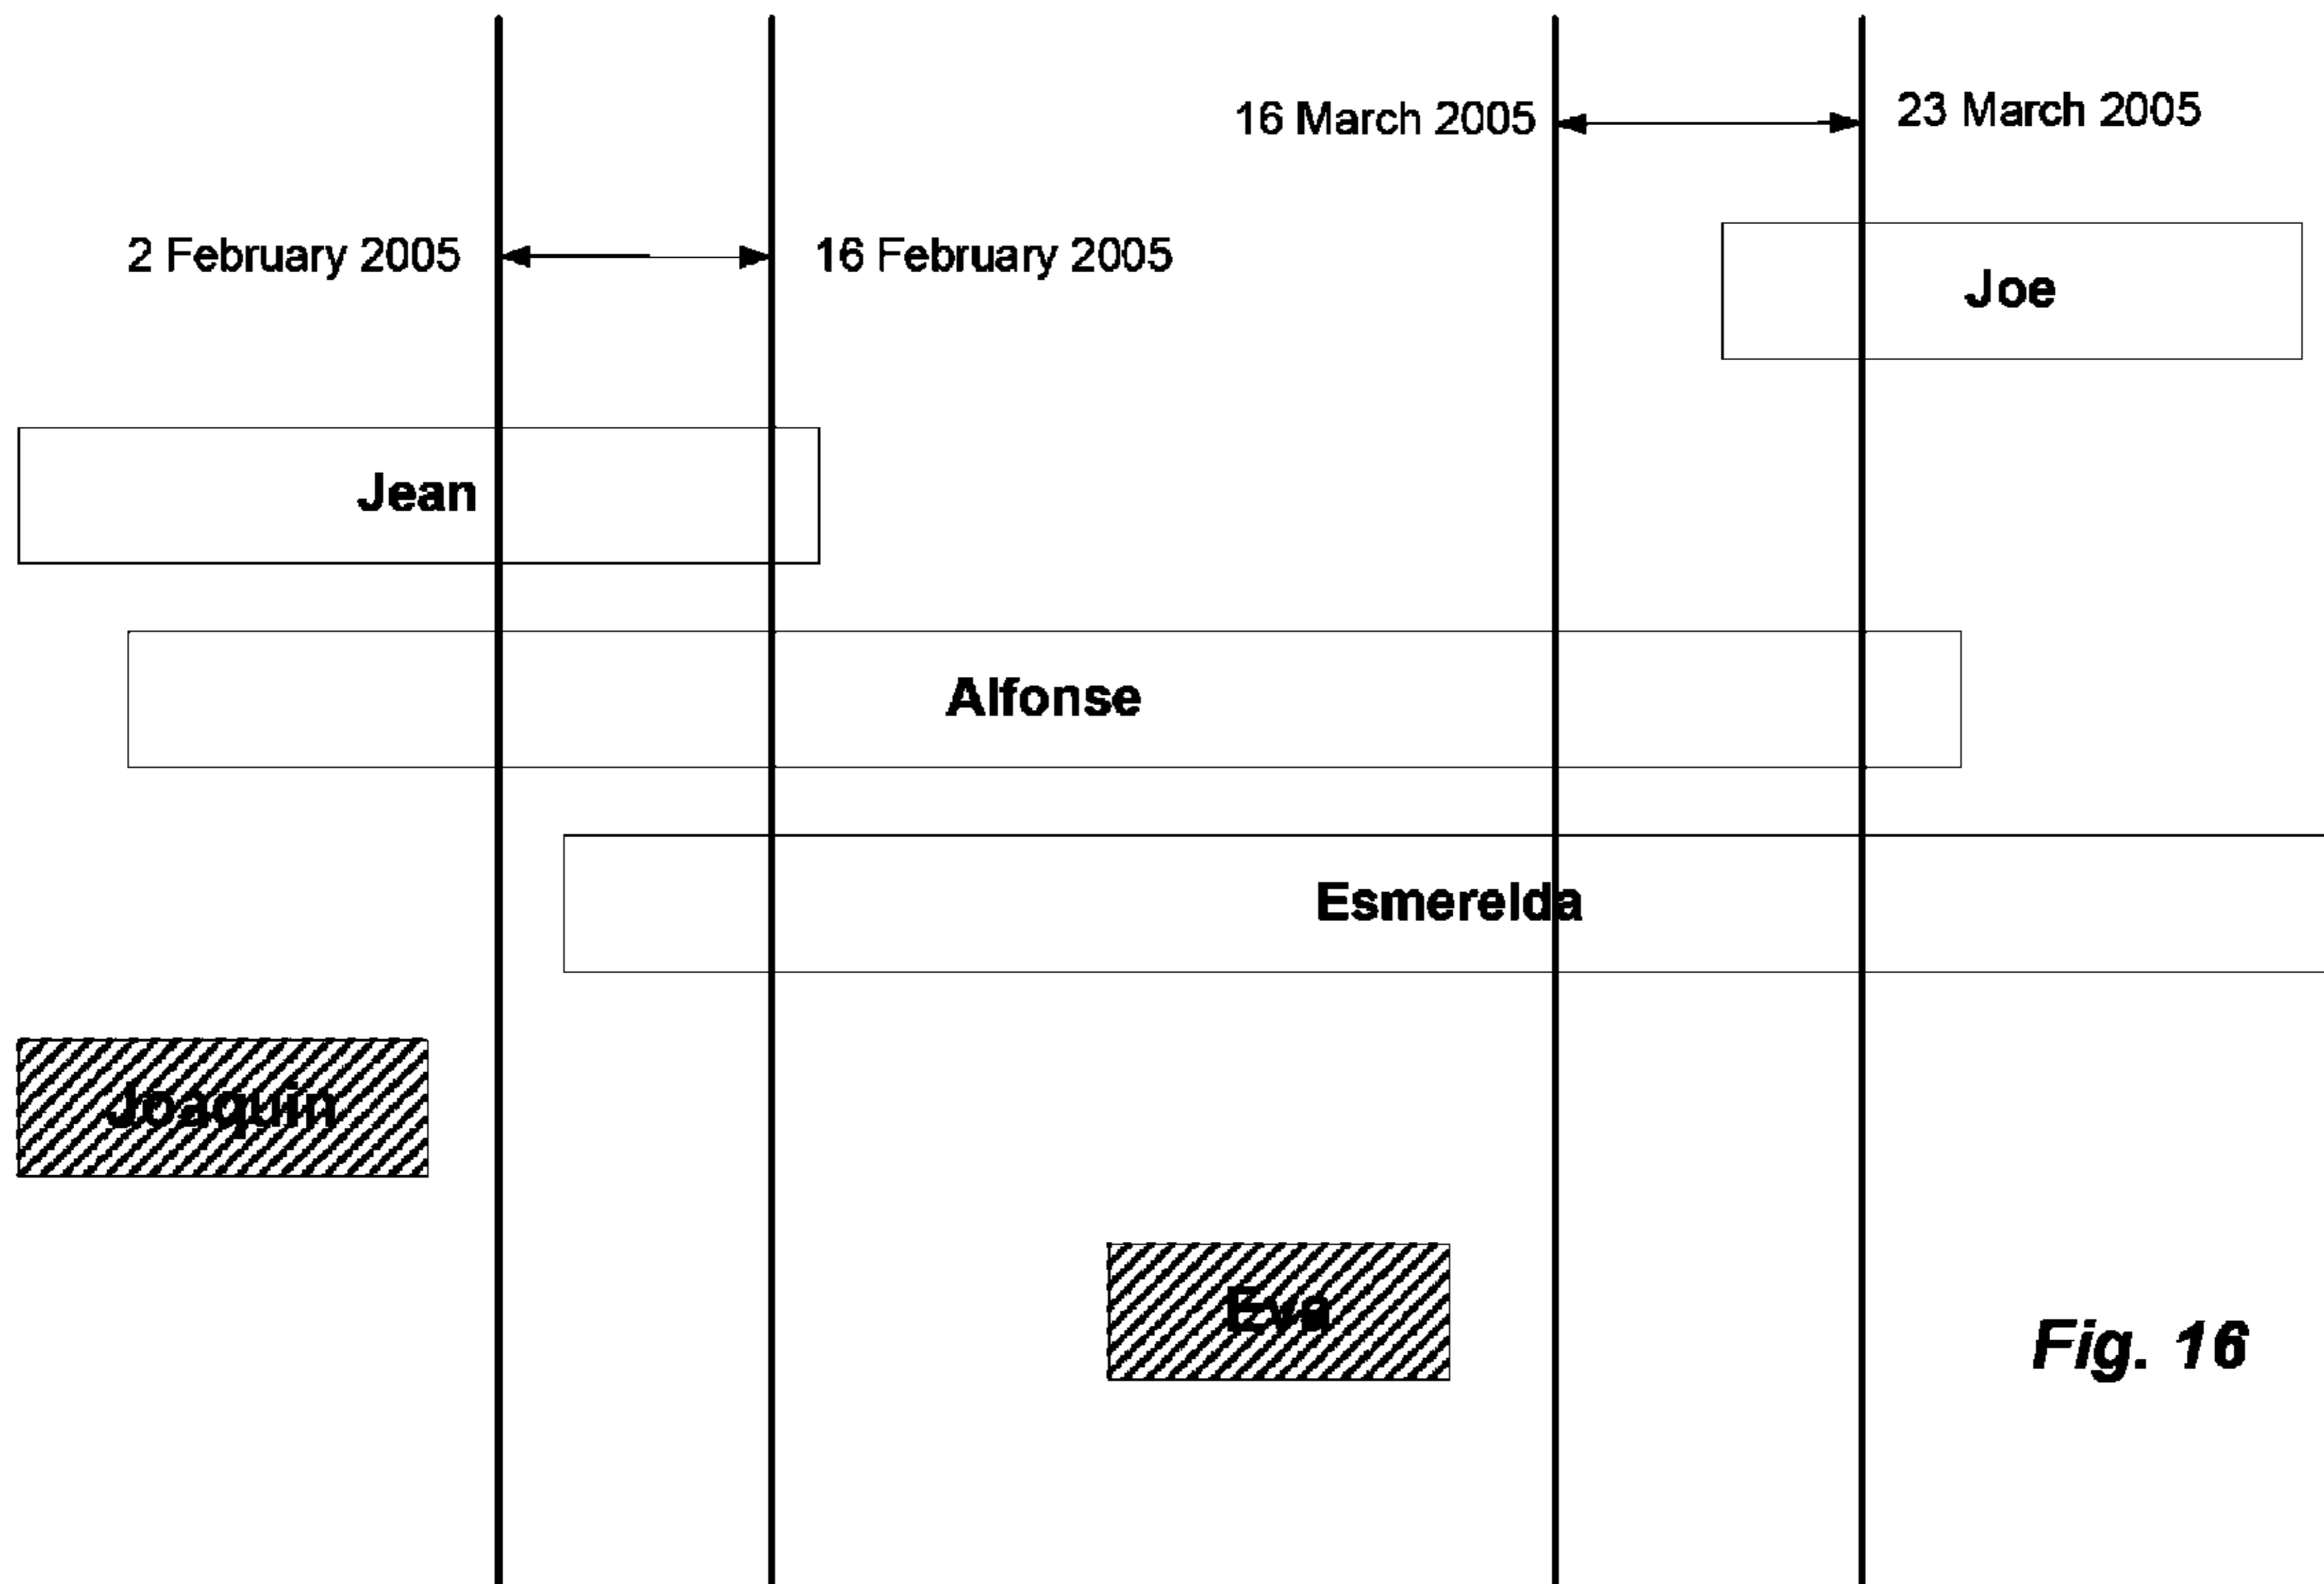 16 March 2005
23 March 2005
2 February 2005
16 February 2005
Joe
Jean
Alfonse
Esmerelda
Joaquin
Eva
Fig. 16